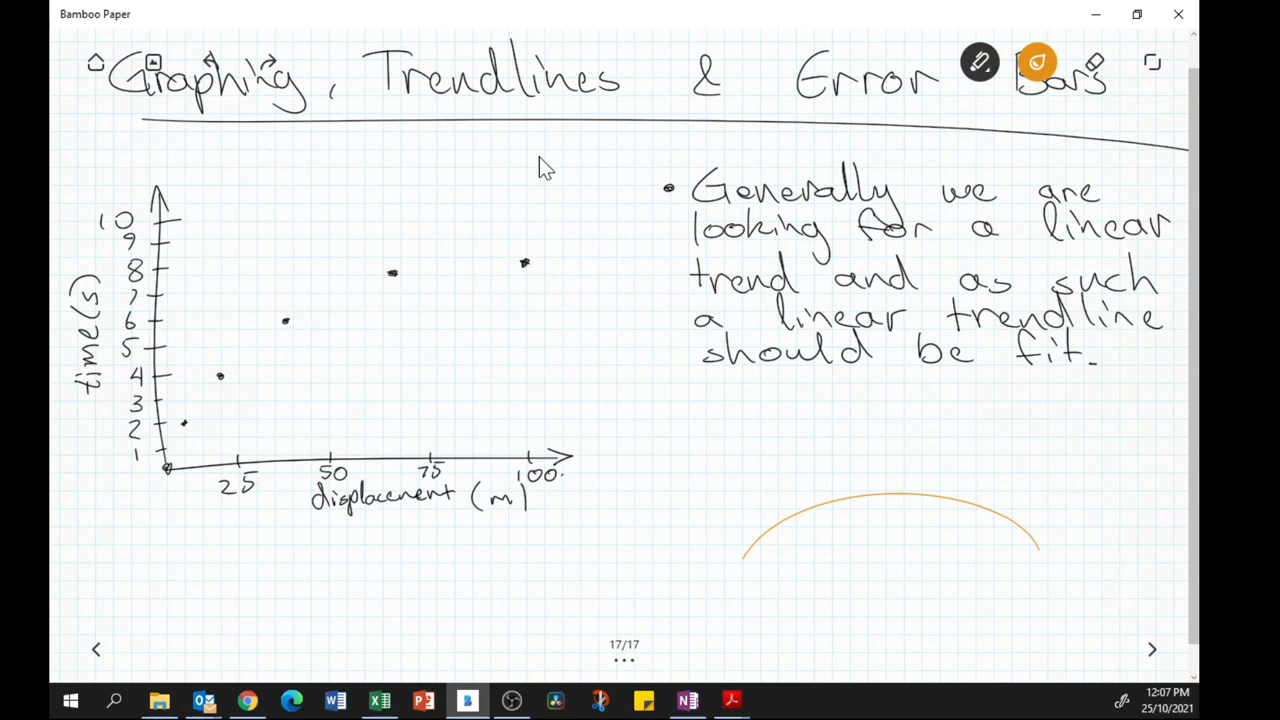 Bamboo Paper
Graphing, Trendlines & Error Bars
10
9
8
7
6
5
4
3
2
1
time(s)
25 50 75 100
displacement (m)
• Generally we are
looking for a linear
trend and as such
a linear trendline
should be fit.
17/17
12:07 PM
25/10/2021